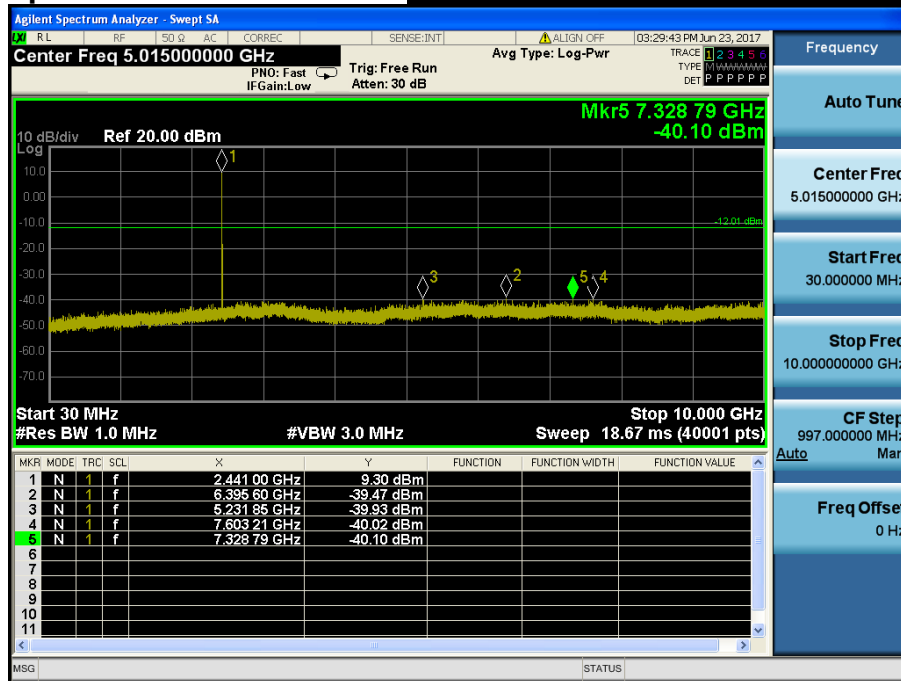 Agilent Spectrum Analyzer - Swept SA
LXI RL RF 50 Ω AC CORREC SENSE:INT ALIGN OFF 03:29:43 PM Jun 23, 2017
Center Freq 5.015000000 GHz
PNO: Fast
IFGain:Low
Trig: Free Run
Atten: 30 dB
Avg Type: Log-Pwr
TRACE 1 2 3 4 5 6
TYPE M W W W W W
DET P P P P P P
Mkr5 7.328 79 GHz
-40.10 dBm
10 dB/div Ref 20.00 dBm
Log
10.0
0.00
-10.0
-20.0
-30.0
-40.0
-50.0
-60.0
-70.0
1
-12.01 dBm
3
2
5
4
Start 30 MHz Stop 10.000 GHz
#Res BW 1.0 MHz #VBW 3.0 MHz Sweep 18.67 ms (40001 pts)
MKR MODE TRC SCL X Y FUNCTION FUNCTION WIDTH FUNCTION VALUE
1 N 1 f 2.441 00 GHz 9.30 dBm
2 N 1 f 6.395 60 GHz -39.47 dBm
3 N 1 f 5.231 85 GHz -39.93 dBm
4 N 1 f 7.603 21 GHz -40.02 dBm
5 N 1 f 7.328 79 GHz -40.10 dBm
6
7
8
9
10
11
MSG STATUS
Frequency
Auto Tune
Center Freq
5.015000000 GHz
Start Freq
30.000000 MHz
Stop Freq
10.000000000 GHz
CF Step
997.000000 MHz
Auto Man
Freq Offset
0 Hz